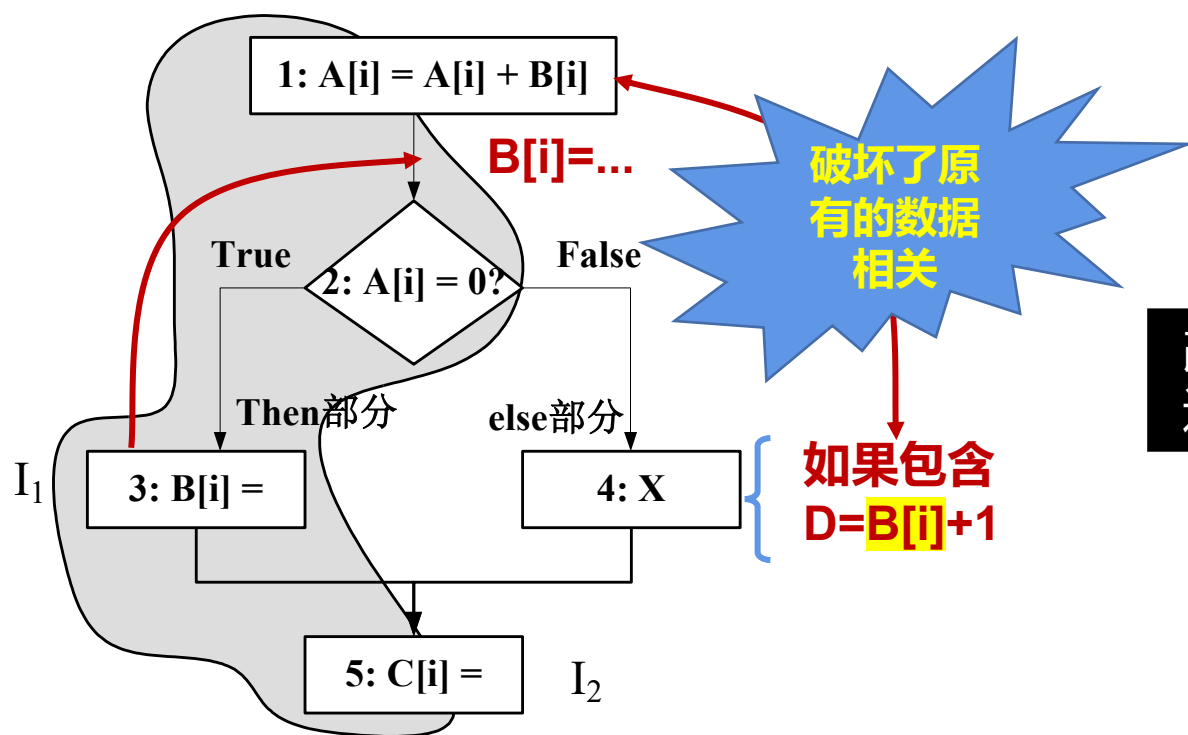 1: A[i] = A[i] + B[i]
B[i]=...
破坏了原
有的数据
相关
True
False
2: A[i] = 0?
Then部分
else部分
I₁
3: B[i] =
4: X
如果包含
D=B[i]+1
5: C[i] =
I₂